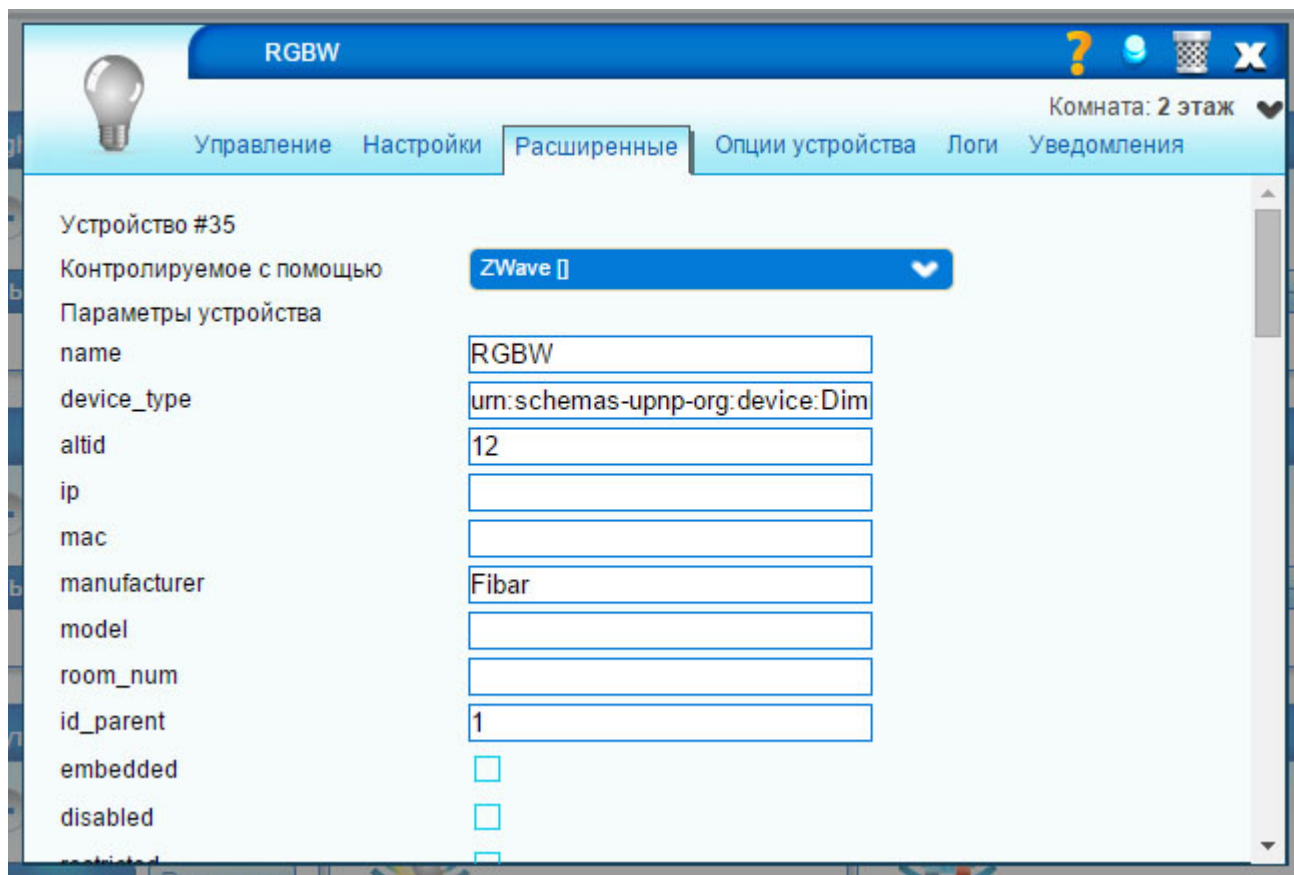 RGBW
Комната: 2 этаж
Управление Настройки Расширенные Опции устройства Логи Уведомления
Устройство #35
Контролируемое с помощью ZWave []
Параметры устройства
name RGBW
device_type urn:schemas-upnp-org:device:Dim
altid 12
ip
mac
manufacturer Fibar
model
room_num
id_parent 1
embedded
disabled